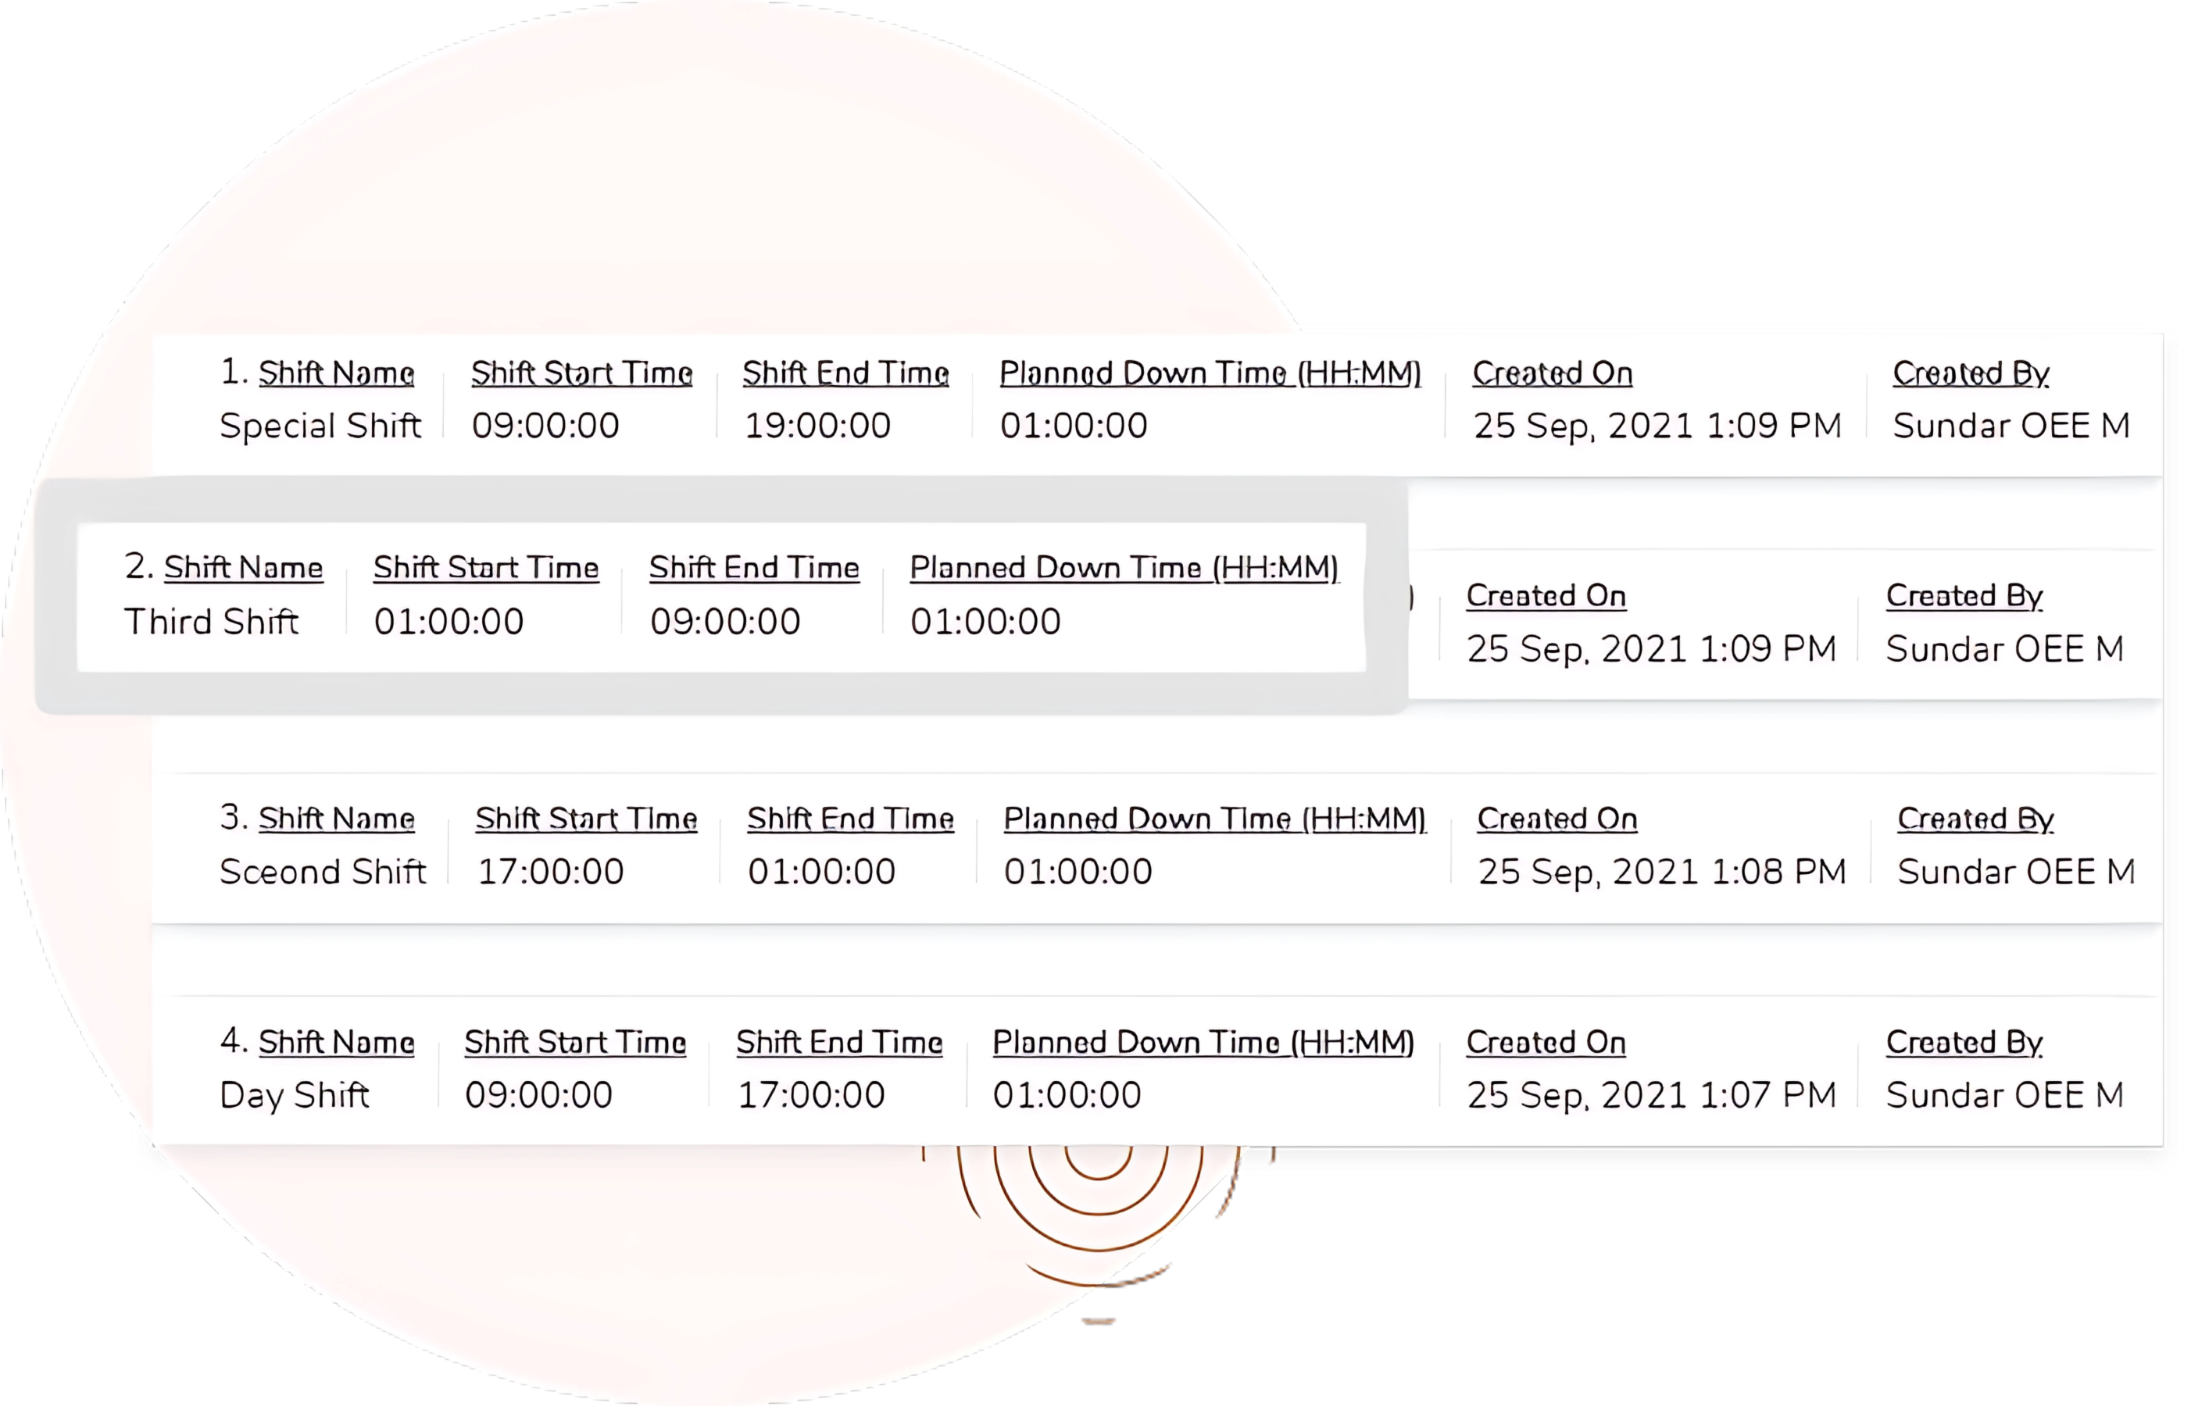 1. Shift Name Shift Start Time Shift End Time Planned Down Time (HH:MM) Created On Created By
Special Shift 09:00:00 19:00:00 01:00:00 25 Sep, 2021 1:09 PM Sundar OEE M
2. Shift Name Shift Start Time Shift End Time Planned Down Time (HH:MM) Created On Created By
Third Shift 01:00:00 09:00:00 01:00:00 25 Sep, 2021 1:09 PM Sundar OEE M
3. Shift Name Shift Start Time Shift End Time Planned Down Time (HH:MM) Created On Created By
Sceond Shift 17:00:00 01:00:00 01:00:00 25 Sep, 2021 1:08 PM Sundar OEE M
4. Shift Name Shift Start Time Shift End Time Planned Down Time (HH:MM) Created On Created By
Day Shift 09:00:00 17:00:00 01:00:00 25 Sep, 2021 1:07 PM Sundar OEE M